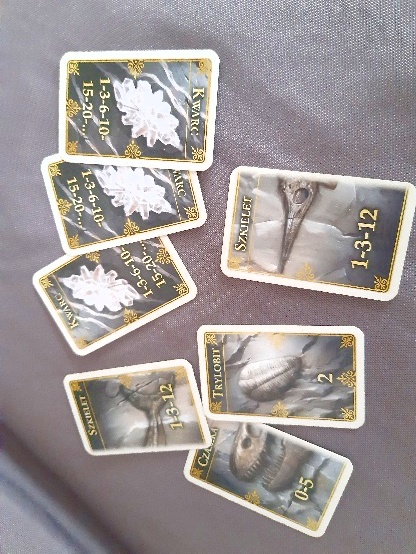 KWARC
1-3-6-10-
15-20-...
KWARC
1-3-6-10-
15-20-...
KWARC
1-3-6-10-
15-20-...
SZKIELET
1-3-12
TRYLOBIT
2
SZKIELET
1-3-12
0-5